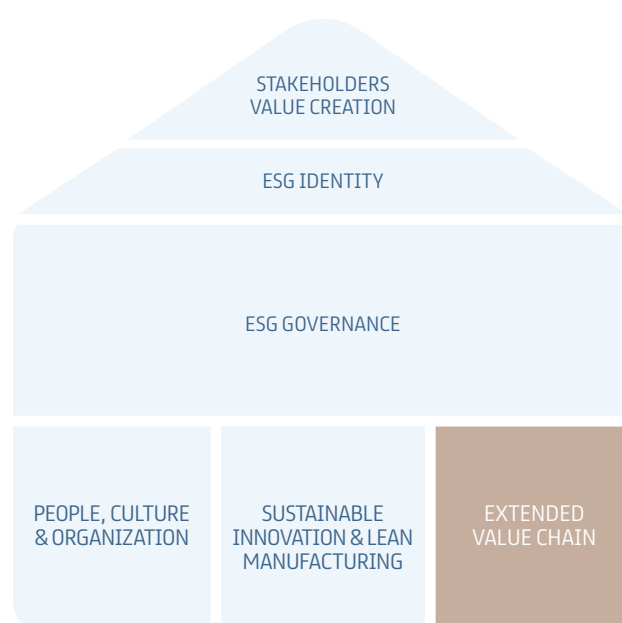 STAKEHOLDERS
VALUE CREATION
ESG IDENTITY
ESG GOVERNANCE
PEOPLE, CULTURE
& ORGANIZATION
SUSTAINABLE
INNOVATION & LEAN
MANUFACTURING
EXTENDED
VALUE CHAIN